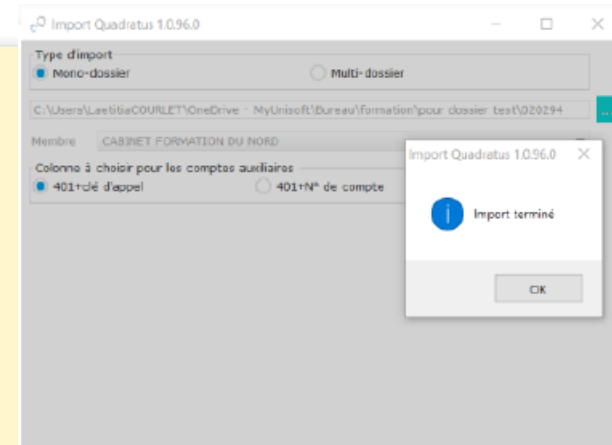 Import Quadratus 1.0.96.0
Type d'import
Mono-dossier
Multi-dossier
C:\Users\LaetitiaCOURLET\OneDrive - MyUnisoft\Bureau\formation\pour dossier test\020294
...
Membre CABINET FORMATION DU NORD
Colonne à choisir pour les comptes auxiliaires
401+clé d'appel
401+N° de compte
Import Quadratus 1.0.96.0
Import terminé
OK